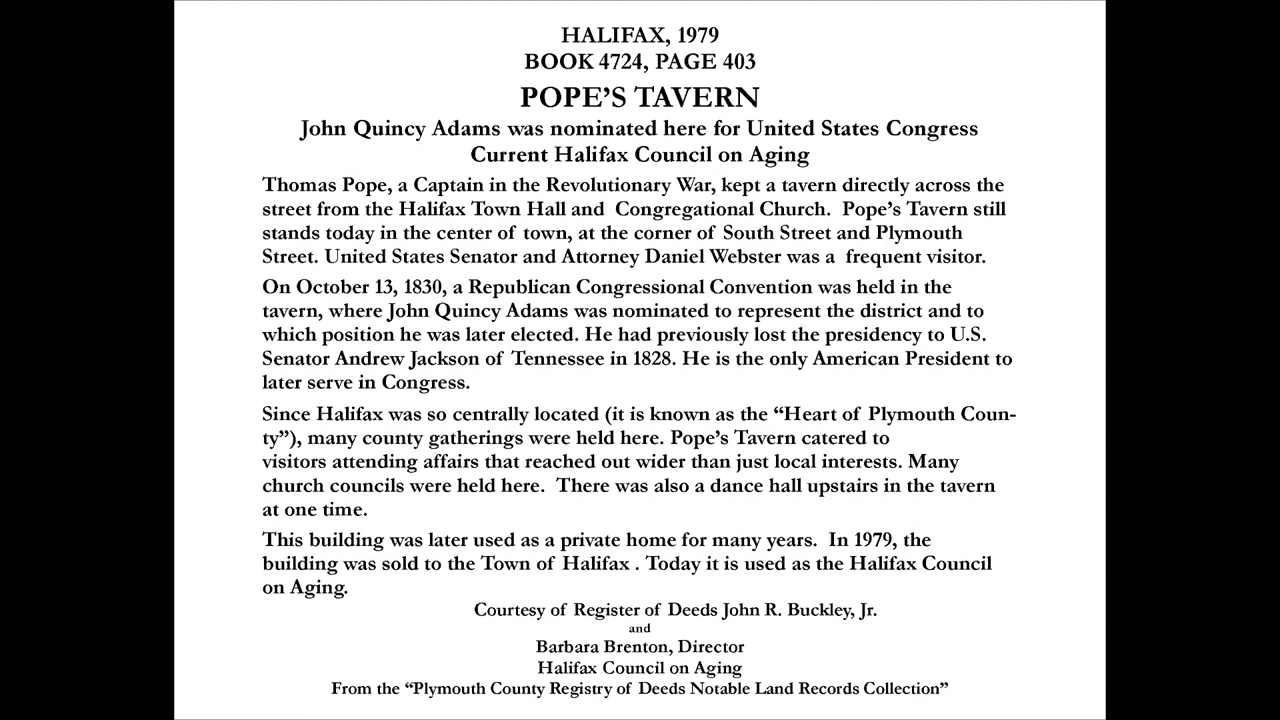 HALIFAX, 1979
BOOK 4724, PAGE 403
POPE’S TAVERN
John Quincy Adams was nominated here for United States Congress
Current Halifax Council on Aging
Thomas Pope, a Captain in the Revolutionary War, kept a tavern directly across the
street from the Halifax Town Hall and  Congregational Church.  Pope’s Tavern still
stands today in the center of town, at the corner of South Street and Plymouth
Street. United States Senator and Attorney Daniel Webster was a  frequent visitor.
On October 13, 1830, a Republican Congressional Convention was held in the
tavern, where John Quincy Adams was nominated to represent the district and to
which position he was later elected. He had previously lost the presidency to U.S.
Senator Andrew Jackson of Tennessee in 1828. He is the only American President to
later serve in Congress.
Since Halifax was so centrally located (it is known as the “Heart of Plymouth Coun-
ty”), many county gatherings were held here. Pope’s Tavern catered to
visitors attending affairs that reached out wider than just local interests. Many
church councils were held here.  There was also a dance hall upstairs in the tavern
at one time.
This building was later used as a private home for many years.  In 1979, the
building was sold to the Town of Halifax . Today it is used as the Halifax Council
on Aging.
Courtesy of Register of Deeds John R. Buckley, Jr.
and
Barbara Brenton, Director
Halifax Council on Aging
From the “Plymouth County Registry of Deeds Notable Land Records Collection”